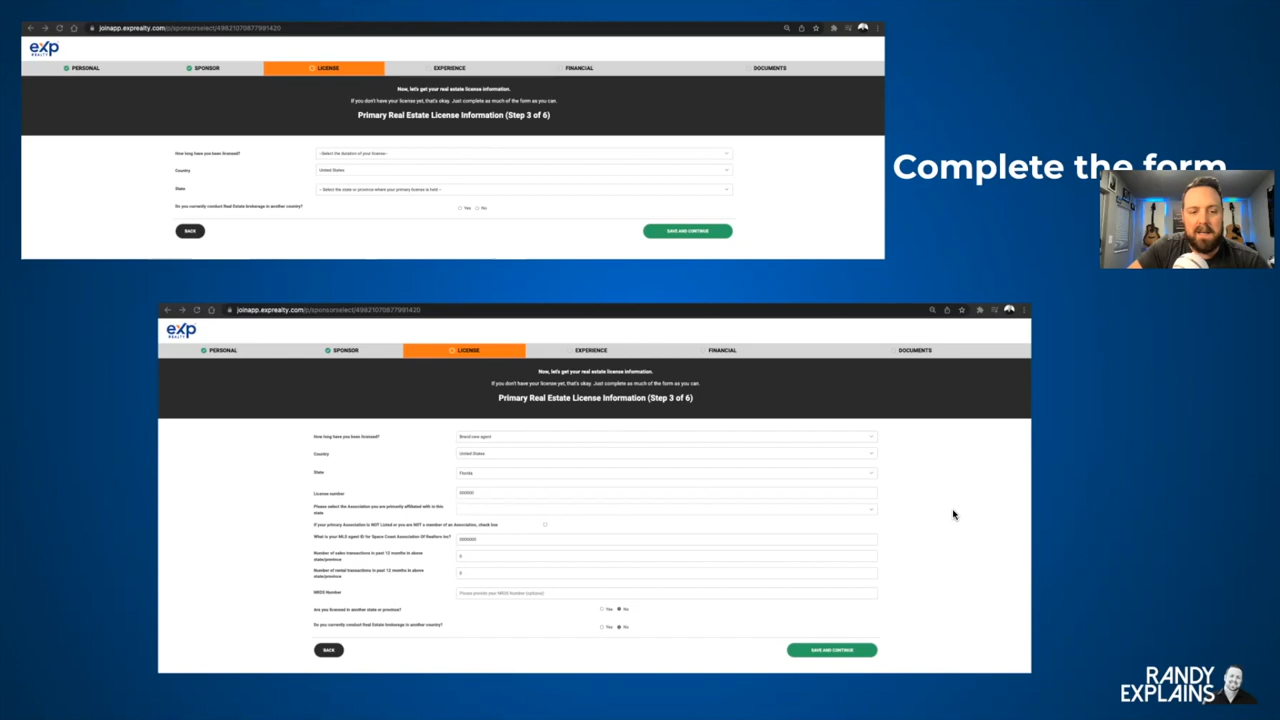 joinapp.exprealty.com/p/sponsorselect/49821070877991420
eXp
REALTY
PERSONAL
SPONSOR
LICENSE
EXPERIENCE
FINANCIAL
DOCUMENTS
Now, let's get your real estate license information.
If you don't have your license yet, that's okay. Just complete as much of the form as you can.
Primary Real Estate License Information (Step 3 of 6)
How long have you been licensed?
-Select the duration of your license-
Country
United States
State
- Select the state or province where your primary license is held -
Do you currently conduct Real Estate brokerage in another country?
Yes
No
BACK
SAVE AND CONTINUE
Complete the form
joinapp.exprealty.com/p/sponsorselect/49821070877991420
eXp
REALTY
PERSONAL
SPONSOR
LICENSE
EXPERIENCE
FINANCIAL
DOCUMENTS
Now, let's get your real estate license information.
If you don't have your license yet, that's okay. Just complete as much of the form as you can.
Primary Real Estate License Information (Step 3 of 6)
How long have you been licensed?
Brand new agent
Country
United States
State
Florida
License number
000000
Please select the Association you are primarily affiliated with in this
state
If your primary Association is NOT Listed or you are NOT a member of an Association, check box
What is your MLS agent ID for Space Coast Association Of Realtors Inc?
0000000
Number of sales transactions in past 12 months in above
state/province
0
Number of rental transactions in past 12 months in above
state/province
0
NRDS Number
Please provide your NRDS Number (optional)
Are you licensed in another state or province?
Yes
No
Do you currently conduct Real Estate brokerage in another country?
Yes
No
BACK
SAVE AND CONTINUE
RANDY
EXPLAINS